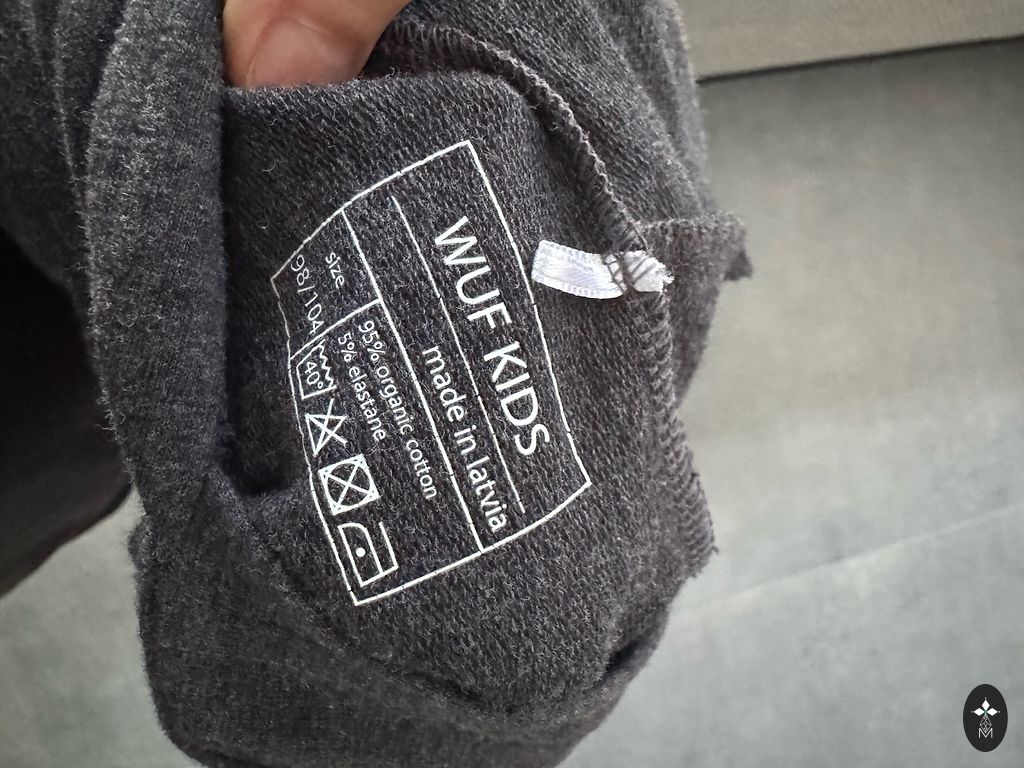 WUF KIDS
made in latvia
size
98/104
95% organic cotton
5% elastane
40°